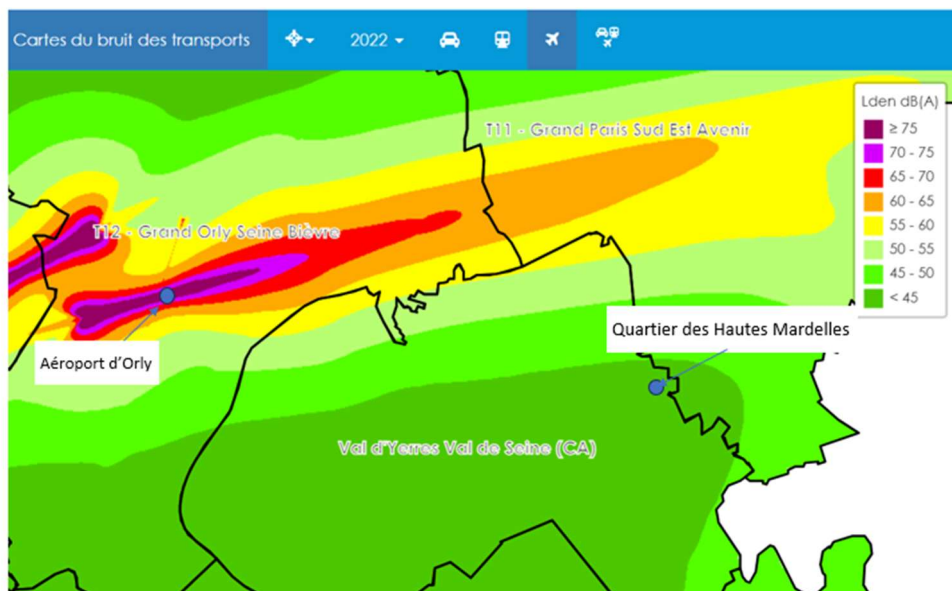 Cartes du bruit des transports
2022
Lden dB(A)
≥ 75
70 - 75
65 - 70
60 - 65
55 - 60
50 - 55
45 - 50
< 45
T11 - Grand Paris Sud Est Avenir
T12 - Grand Orly Seine Bièvre
Quartier des Hautes Mardelles
Aéroport d'Orly
Val d'Yerres Val de Seine (CA)